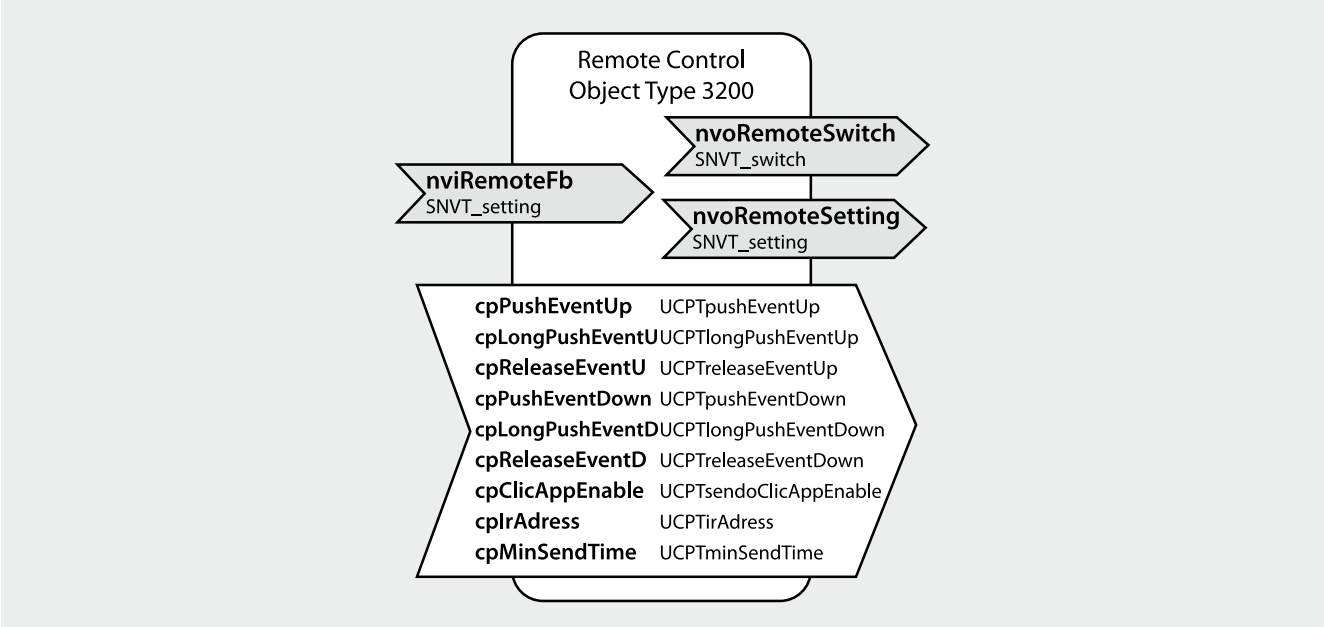 Remote Control
Object Type 3200
nvoRemoteSwitch
SNVT_switch
nviRemoteFb
SNVT_setting
nvoRemoteSetting
SNVT_setting
cpPushEventUp UCPTpushEventUp
cpLongPushEventU UCPTlongPushEventUp
cpReleaseEventU UCPTreleaseEventUp
cpPushEventDown UCPTpushEventDown
cpLongPushEventD UCPTlongPushEventDown
cpReleaseEventD UCPTreleaseEventDown
cpClicAppEnable UCPTsendoClicAppEnable
cpIrAdress UCPTirAdress
cpMinSendTime UCPTminSendTime